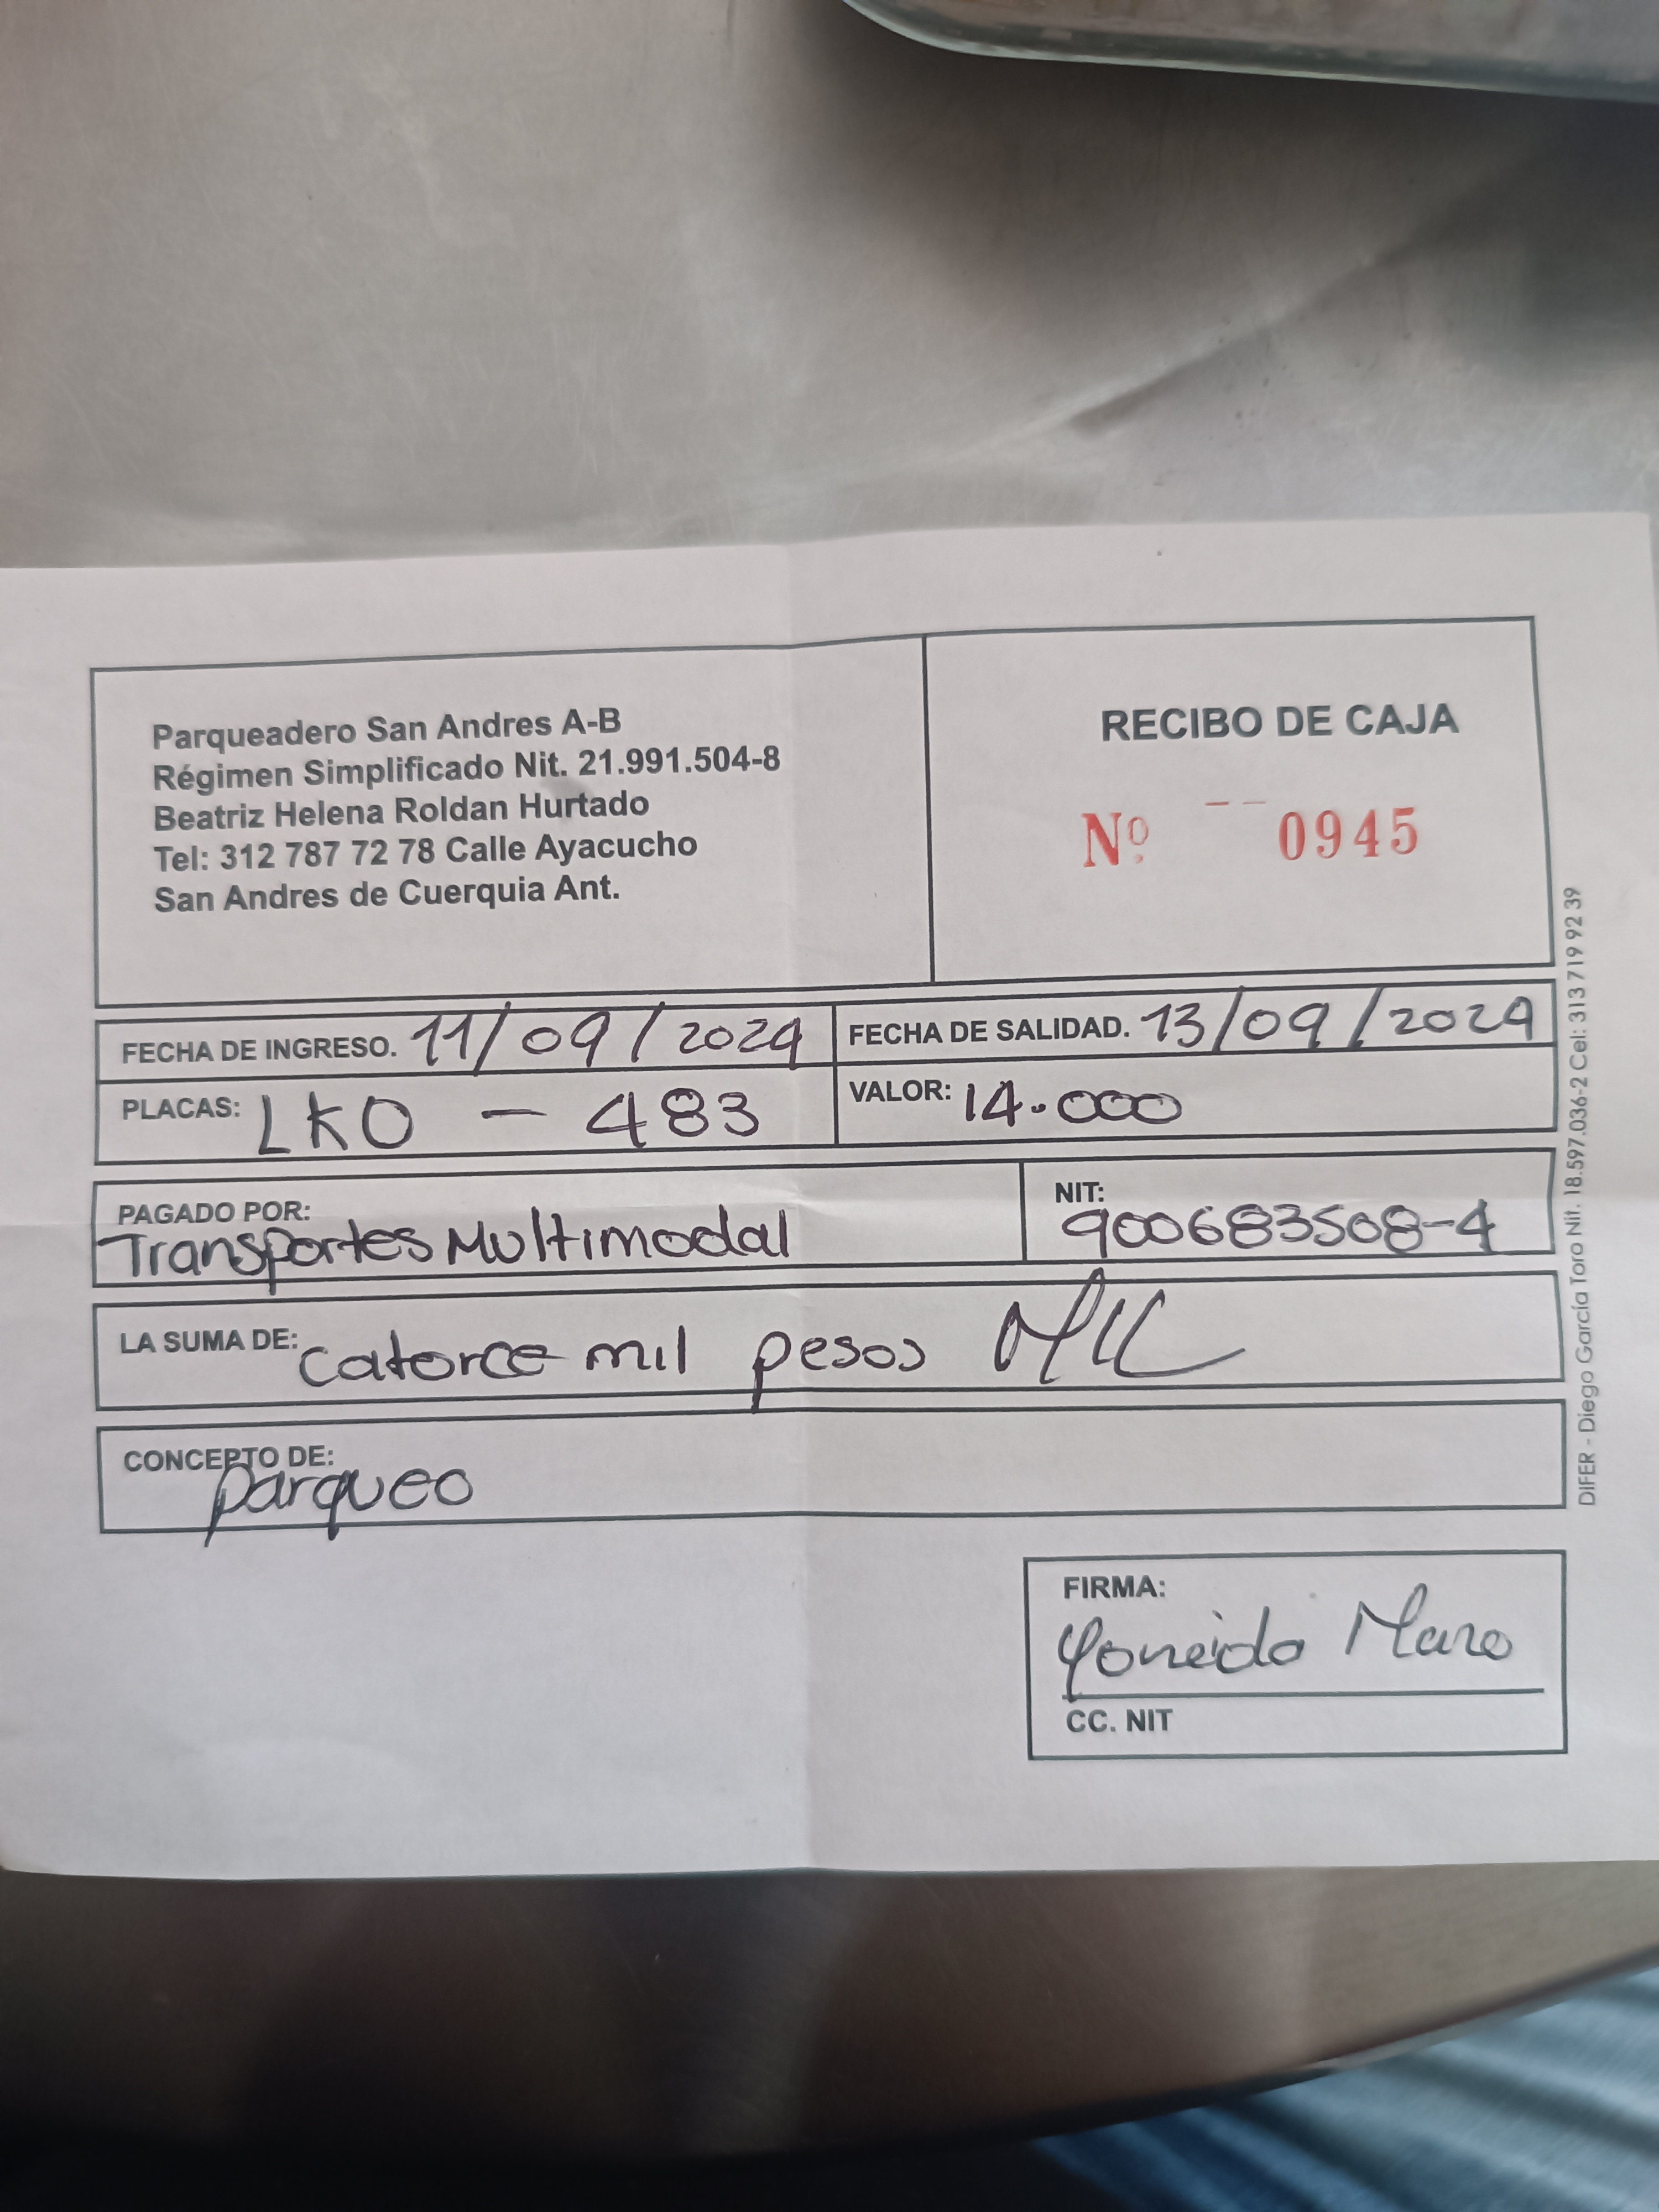 Parqueadero San Andres A-B
Régimen Simplificado Nit. 21.991.504-8
Beatriz Helena Roldan Hurtado
Tel: 312 787 72 78 Calle Ayacucho
San Andres de Cuerquia Ant.
RECIBO DE CAJA
Nº 0945
FECHA DE INGRESO. 11/09/2024
FECHA DE SALIDAD. 13/09/2024
PLACAS: LKO - 483
VALOR: 14.000
PAGADO POR: Transportes Multimodal
NIT: 900683508-4
LA SUMA DE: catorce mil pesos
CONCEPTO DE: parqueo
FIRMA:
CC. NIT
DIFER - Diego García Toro Nit. 18.597.036-2 Cel: 313 719 92 39